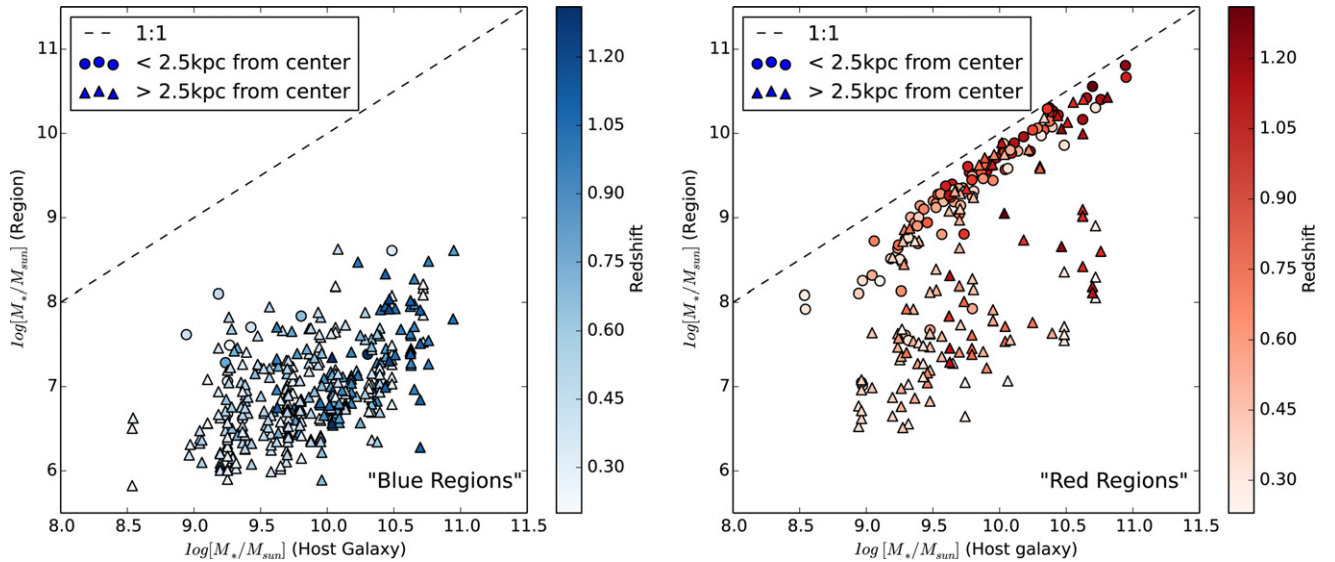 1:1
< 2.5kpc from center
> 2.5kpc from center
11
10
9
8
7
6
log[M*/Msun] (Region)
"Blue Regions"
8.0 8.5 9.0 9.5 10.0 10.5 11.0 11.5
log[M*/Msun] (Host Galaxy)
1.20
1.05
0.90
0.75
0.60
0.45
0.30
Redshift
1:1
< 2.5kpc from center
> 2.5kpc from center
11
10
9
8
7
6
log[M*/Msun] (Region)
"Red Regions"
8.0 8.5 9.0 9.5 10.0 10.5 11.0 11.5
log[M*/Msun] (Host galaxy)
1.20
1.05
0.90
0.75
0.60
0.45
0.30
Redshift